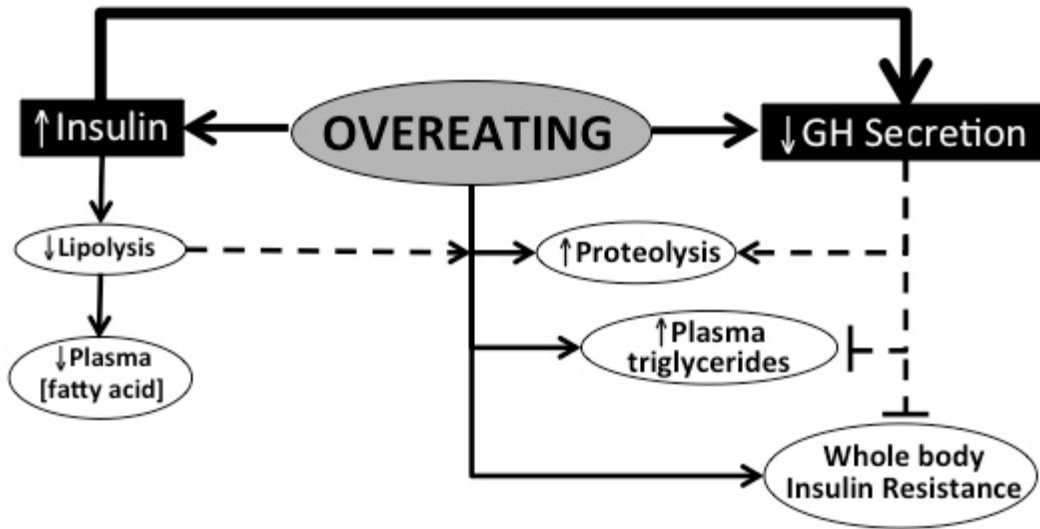 ↑Insulin
OVEREATING
↓GH Secretion
↓Lipolysis
↑Proteolysis
↓Plasma
[fatty acid]
↑Plasma
triglycerides
Whole body
Insulin Resistance